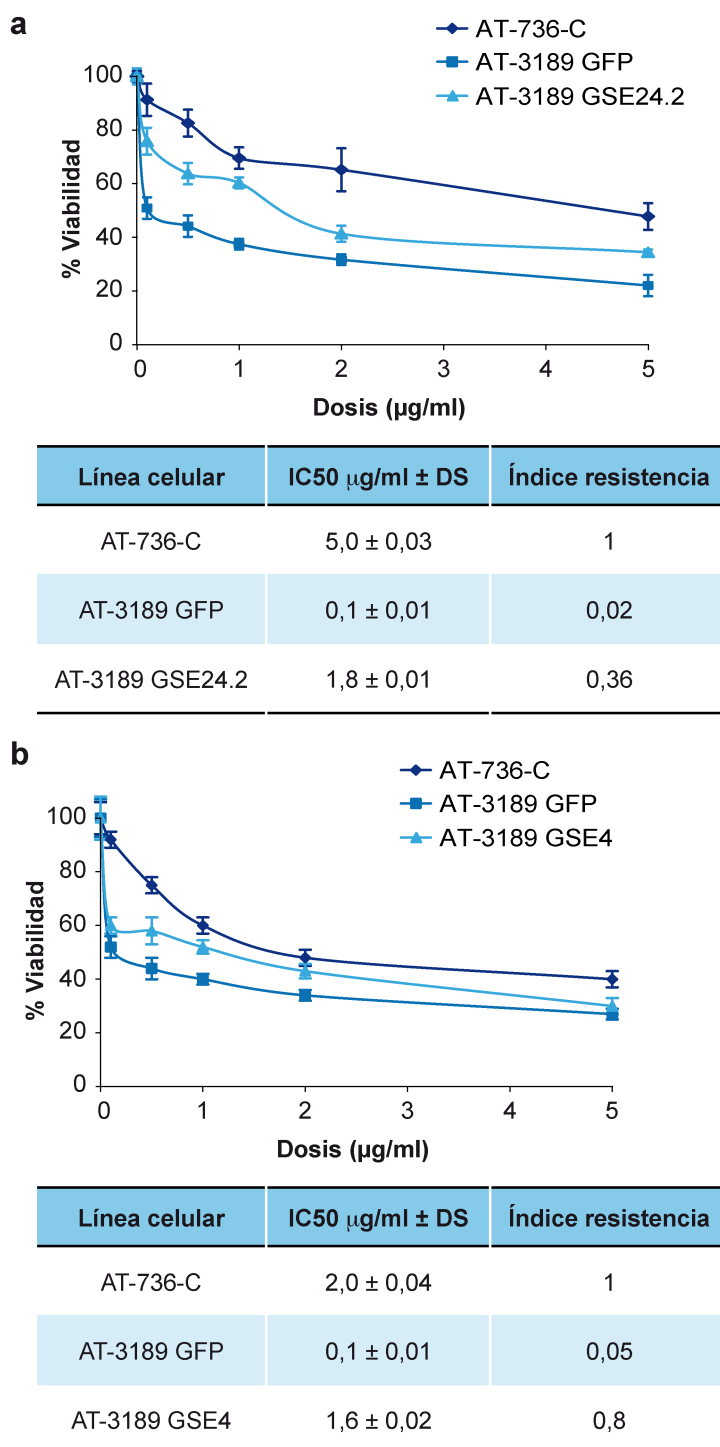 a
AT-736-C
AT-3189 GFP
AT-3189 GSE24.2
% Viabilidad
100
80
60
40
20
0
0 1 2 3 4 5
Dosis (µg/ml)
Línea celular IC50 µg/ml ± DS Índice resistencia
AT-736-C 5,0 ± 0,03 1
AT-3189 GFP 0,1 ± 0,01 0,02
AT-3189 GSE24.2 1,8 ± 0,01 0,36
b
AT-736-C
AT-3189 GFP
AT-3189 GSE4
% Viabilidad
100
80
60
40
20
0
0 1 2 3 4 5
Dosis (µg/ml)
Línea celular IC50 µg/ml ± DS Índice resistencia
AT-736-C 2,0 ± 0,04 1
AT-3189 GFP 0,1 ± 0,01 0,05
AT-3189 GSE4 1,6 ± 0,02 0,8